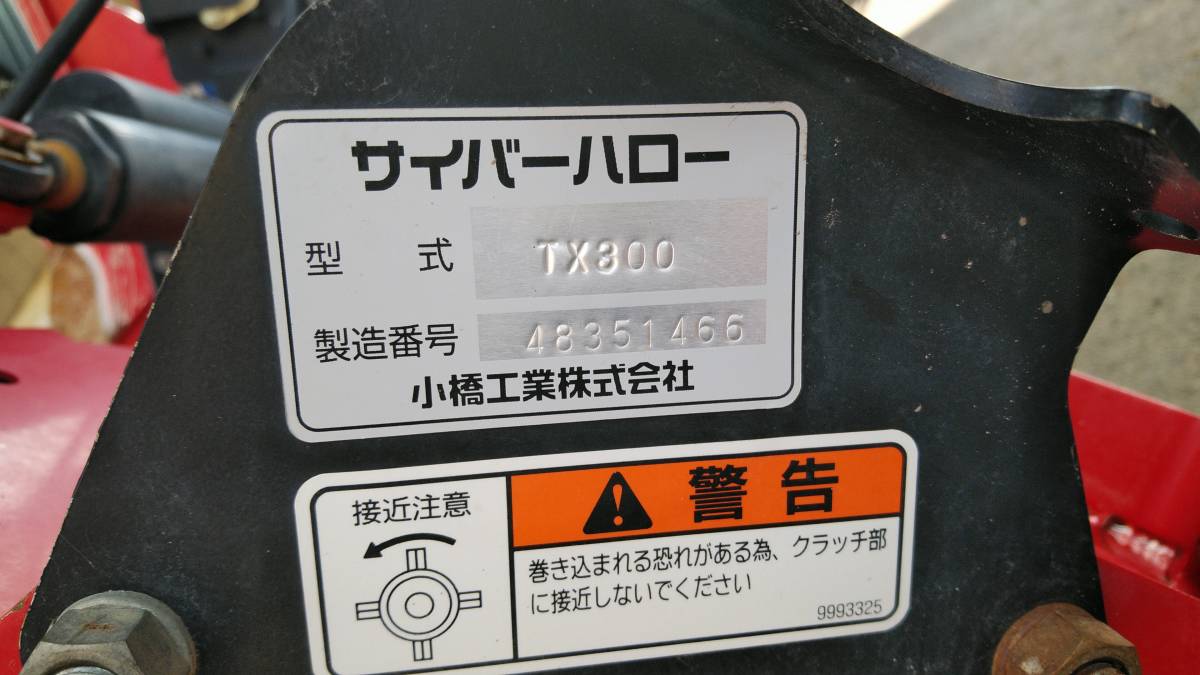 サイバーハロー
型 式 TX300
製造番号 48351466
小橋工業株式会社
接近注意
警告
巻き込まれる恐れがある為、クラッチ部
に接近しないでください
9993325